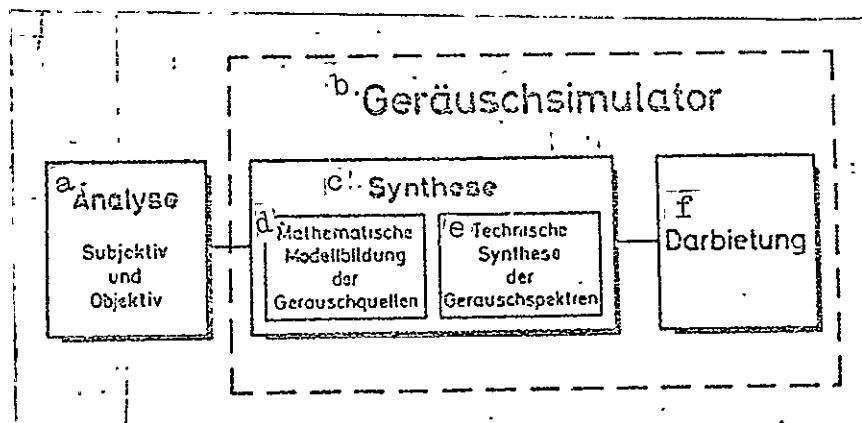 b. Geräuschsimulator
a Analyse
Subjektiv
und
Objektiv
c. Synthese
d. Mathematische
Modellbildung
der
Geräuschquellen
e Technische
Synthese
der
Geräuschspektren
f
Darbietung